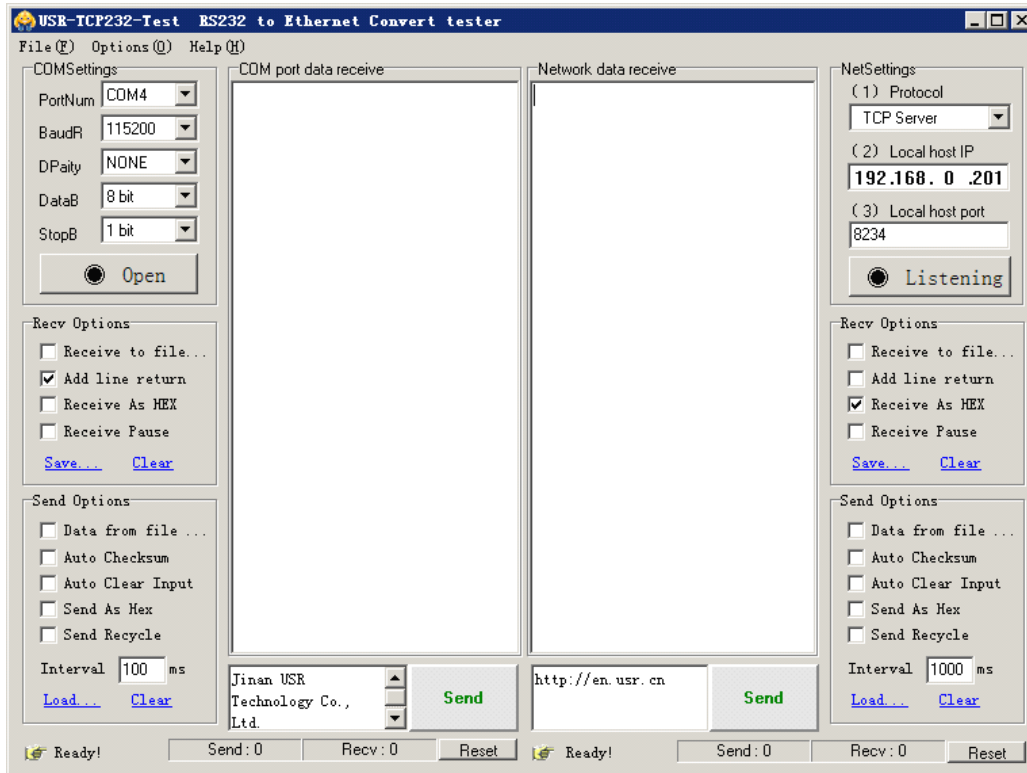 USR-TCP232-Test RS232 to Ethernet Convert tester
File(F) Options(O) Help(H)
COMSettings
PortNum COM4
BaudR 115200
DPaity NONE
DataB 8 bit
StopB 1 bit
Open
Recv Options
Receive to file...
Add line return
Receive As HEX
Receive Pause
Save... Clear
Send Options
Data from file ...
Auto Checksum
Auto Clear Input
Send As Hex
Send Recycle
Interval 100 ms
Load... Clear
COM port data receive
Jinan USR
Technology Co.,
Ltd.
Send
Network data receive
http://en.usr.cn
Send
NetSettings
(1) Protocol
TCP Server
(2) Local host IP
192.168. 0 .201
(3) Local host port
8234
Listening
Recv Options
Receive to file...
Add line return
Receive As HEX
Receive Pause
Save... Clear
Send Options
Data from file ...
Auto Checksum
Auto Clear Input
Send As Hex
Send Recycle
Interval 1000 ms
Load... Clear
Ready! Send : 0 Recv : 0 Reset
Ready! Send : 0 Recv : 0 Reset